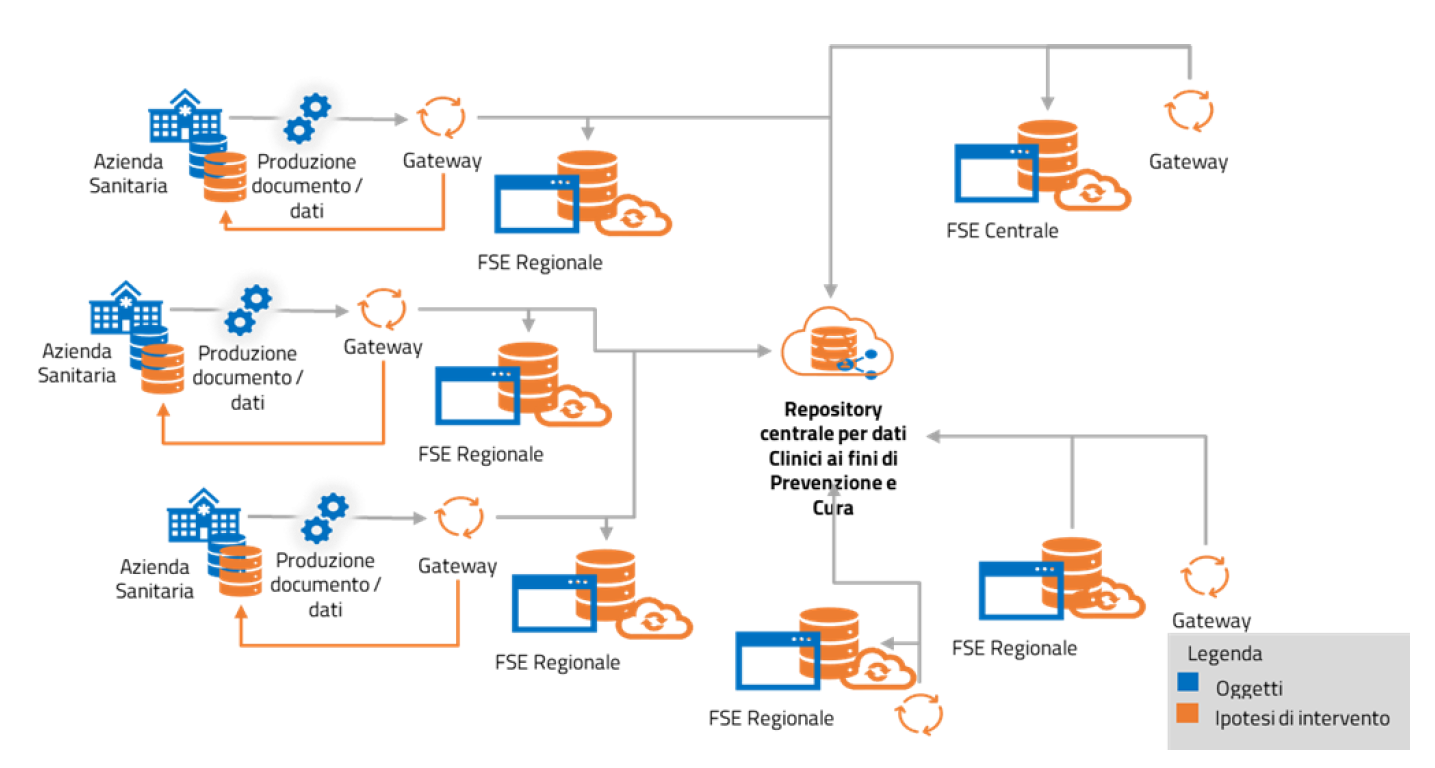 Azienda
Sanitaria
Produzione
documento /
dati
Gateway
FSE Regionale
FSE Centrale
Gateway
Azienda
Sanitaria
Produzione
documento /
dati
Gateway
FSE Regionale
Repository
centrale per dati
Clinici ai fini di
Prevenzione e
Cura
Azienda
Sanitaria
Produzione
documento /
dati
Gateway
FSE Regionale
FSE Regionale
FSE Regionale
Gateway
Legenda
Oggetti
Ipotesi di intervento